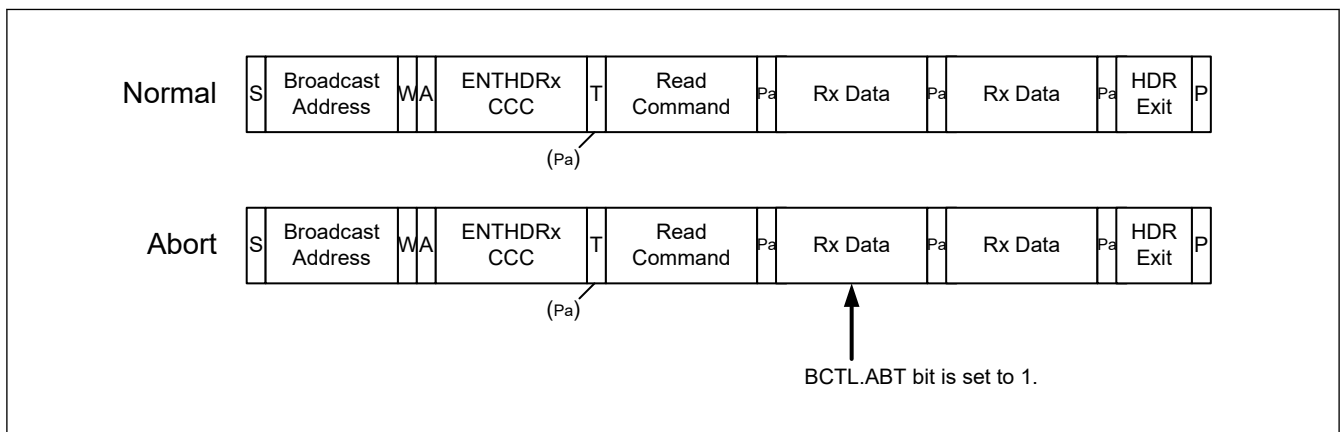 Normal
S Broadcast Address W A ENTHDRx CCC T Read Command Pa Rx Data Pa Rx Data Pa HDR Exit P
(Pa)
Abort
S Broadcast Address W A ENTHDRx CCC T Read Command Pa Rx Data Pa Rx Data Pa HDR Exit P
(Pa)
BCTL.ABT bit is set to 1.